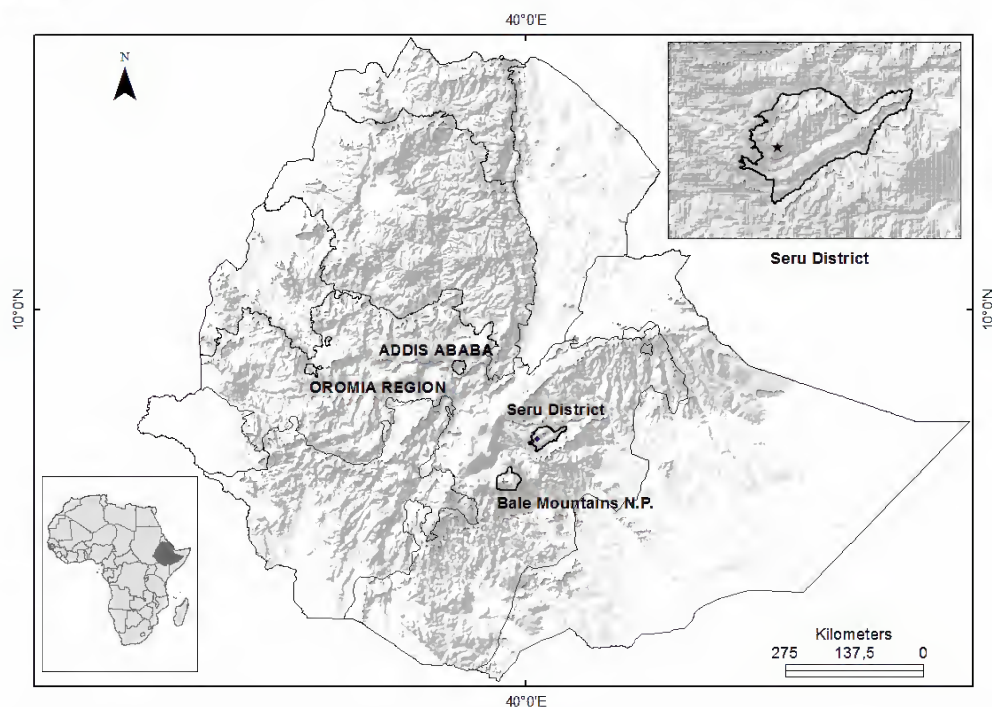 40°0'E
N
Seru District
10°0'N
10°0'N
ADDIS ABABA
OROMIA REGION
Seru District
Bale Mountains N.P.
Kilometers
275 137,5 0
40°0'E